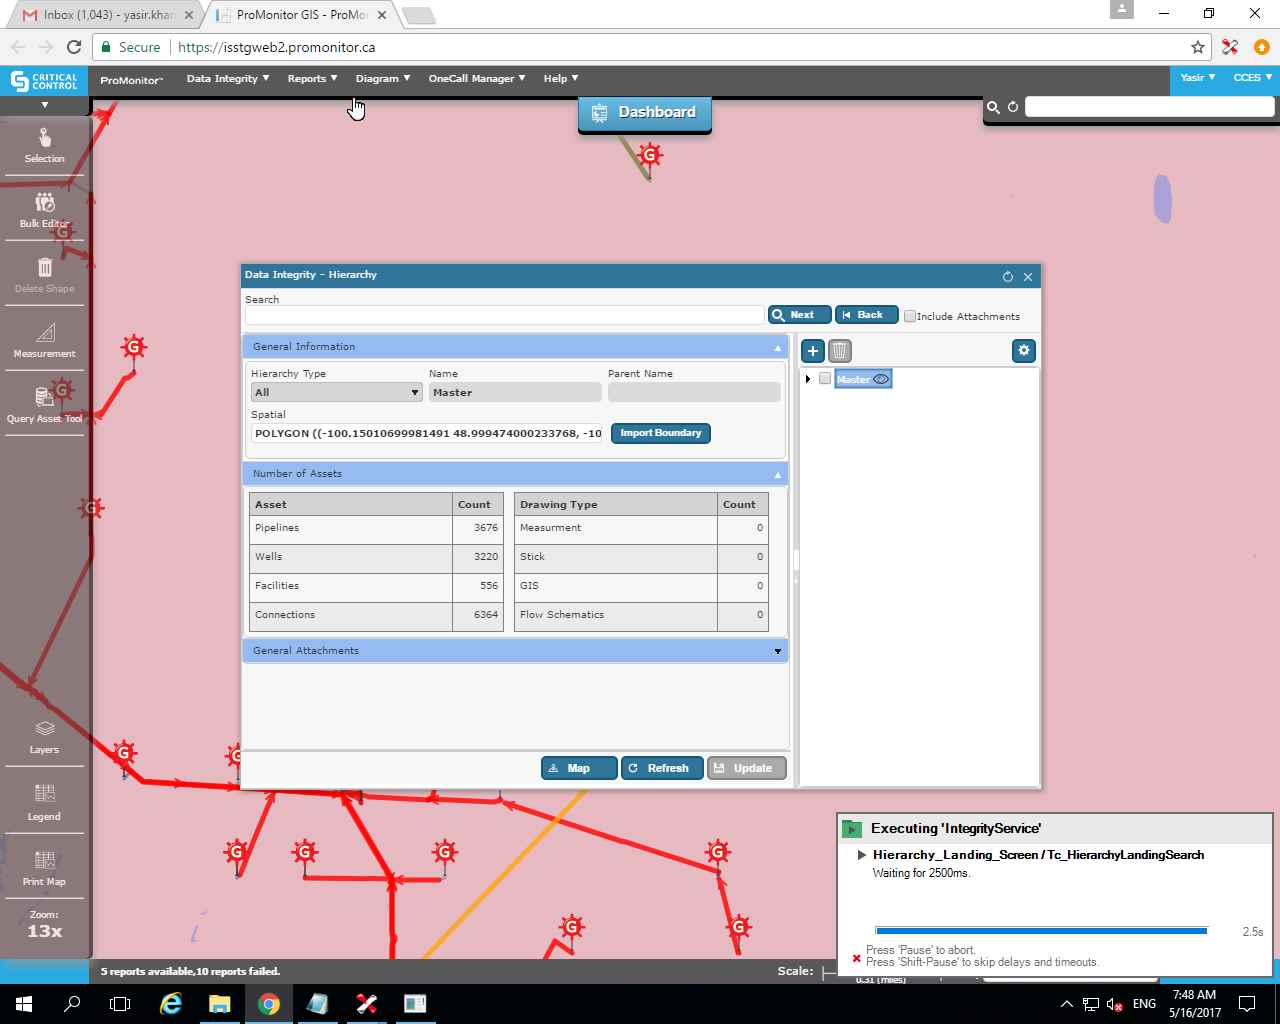 Inbox (1,043) - yasir.kha
ProMonitor GIS - ProMo
Secure
https://isstgweb2.promonitor.ca
CRITICAL CONTROL
ProMonitor™
Data Integrity
Reports
Diagram
OneCall Manager
Help
Yasir
CCES
Dashboard
Selection
Bulk Editor
Delete Shape
Measurement
Query Asset Tool
Layers
Legend
Print Map
Zoom:
13x
G
G
G
G
G
G
G
G
G
G
G
G
G
Data Integrity - Hierarchy
Search
Next
Back
Include Attachments
General Information
Hierarchy Type
Name
Parent Name
All
Master
Spatial
POLYGON ((-100.15010699981491 48.999474000233768, -10
Import Boundary
Master
Number of Assets
Asset Count
Pipelines 3676
Wells 3220
Facilities 556
Connections 6364
Drawing Type Count
Measurment 0
Stick 0
GIS 0
Flow Schematics 0
General Attachments
Map
Refresh
Update
Executing 'IntegrityService'
Hierarchy_Landing_Screen / Tc_HierarchyLandingSearch
Waiting for 2500ms.
2.5s
Press 'Pause' to abort.
Press 'Shift-Pause' to skip delays and timeouts.
5 reports available,10 reports failed.
Scale:
0.31 (miles)
ENG
7:48 AM
5/16/2017